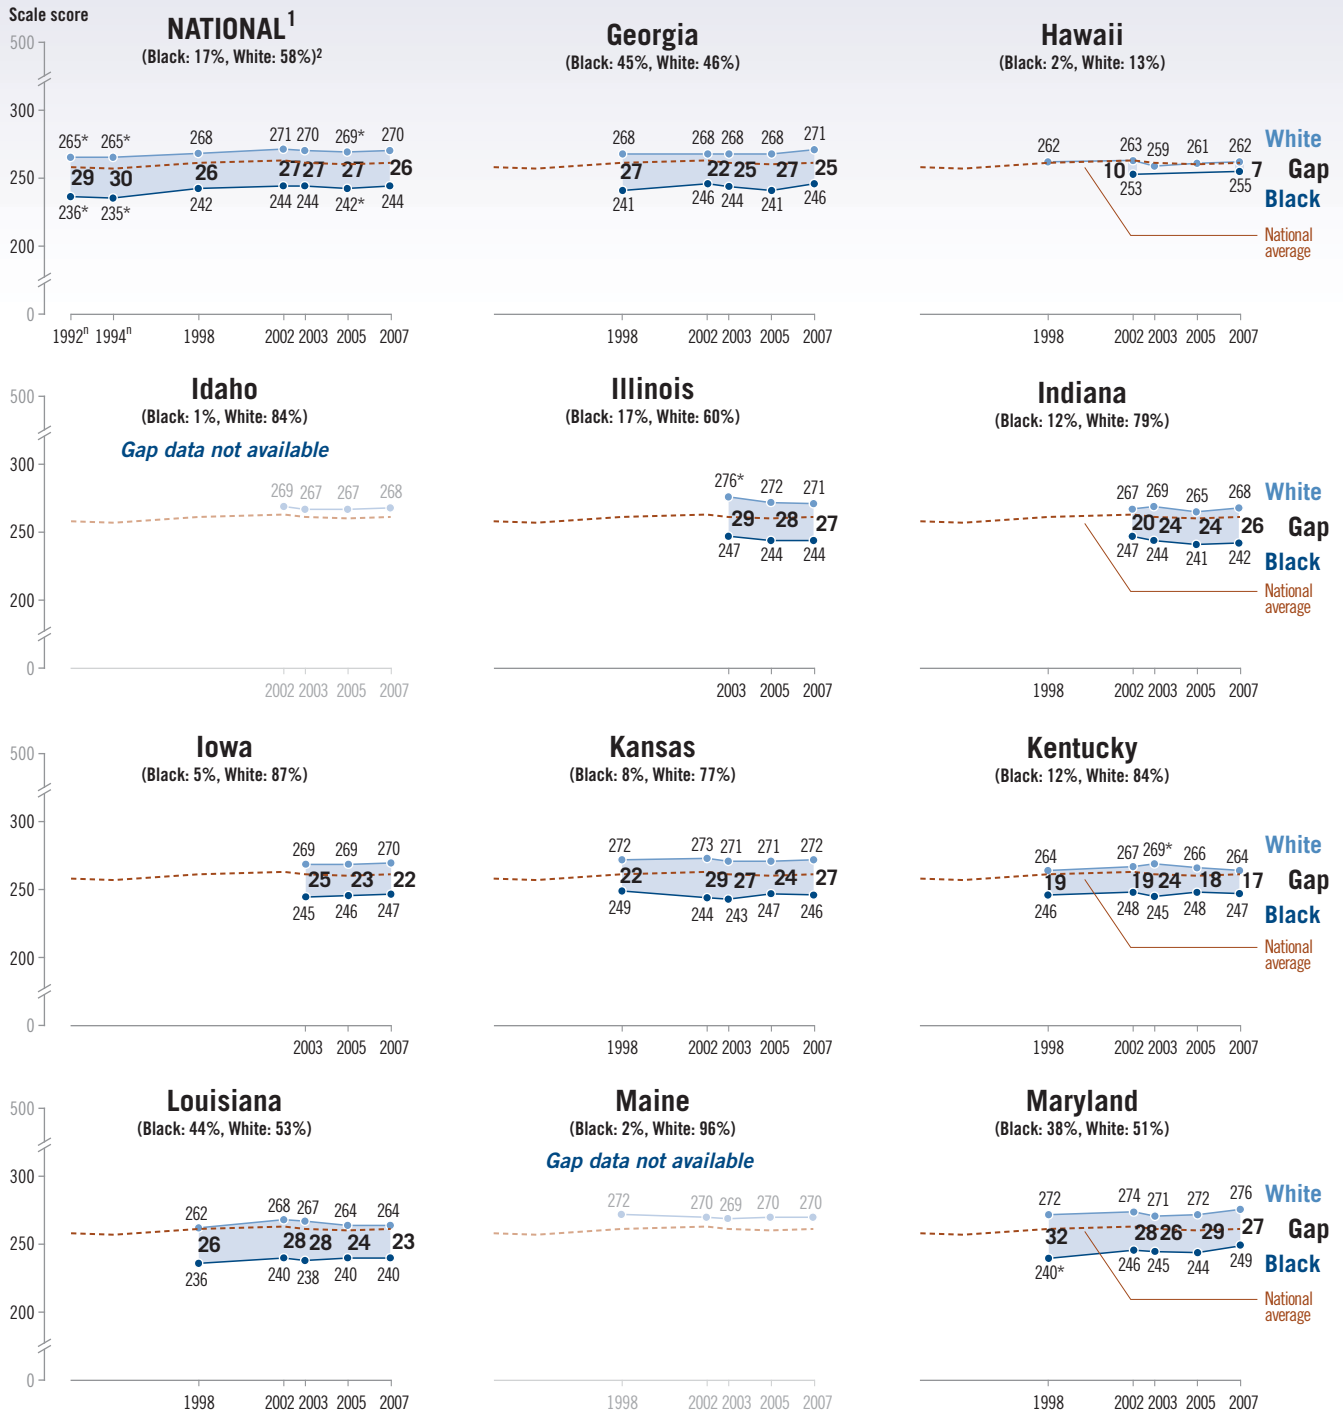 Scale score
NATIONAL1
(Black: 17%, White: 58%)2
Georgia
(Black: 45%, White: 46%)
Hawaii
(Black: 2%, White: 13%)
500
300
250
200
0
265* 265* 268 271 270 269* 270
29 30 26 27 27 27 26
236* 235* 242 244 244 242* 244
1992n 1994n 1998 2002 2003 2005 2007
268 268 268 268 271
27 22 25 27 25
241 246 244 241 246
1998 2002 2003 2005 2007
262 263 259 261 262
10 7
253 255
White
Gap
Black
National
average
1998 2002 2003 2005 2007
Idaho
(Black: 1%, White: 84%)
Gap data not available
Illinois
(Black: 17%, White: 60%)
Indiana
(Black: 12%, White: 79%)
500
300
250
200
0
269 267 267 268
2002 2003 2005 2007
276* 272 271
29 28 27
247 244 244
2003 2005 2007
267 269 265 268
20 24 24 26
247 244 241 242
White
Gap
Black
National
average
1998 2002 2003 2005 2007
Iowa
(Black: 5%, White: 87%)
Kansas
(Black: 8%, White: 77%)
Kentucky
(Black: 12%, White: 84%)
500
300
250
200
0
269 269 270
25 23 22
245 246 247
2003 2005 2007
272 273 271 271 272
22 29 27 24 27
249 244 243 247 246
1998 2002 2003 2005 2007
264 267 269* 266 264
19 19 24 18 17
246 248 245 248 247
White
Gap
Black
National
average
1998 2002 2003 2005 2007
Louisiana
(Black: 44%, White: 53%)
Maine
(Black: 2%, White: 96%)
Gap data not available
Maryland
(Black: 38%, White: 51%)
500
300
250
200
0
262 268 267 264 264
26 28 28 24 23
236 240 238 240 240
1998 2002 2003 2005 2007
272 270 269 270 270
1998 2002 2003 2005 2007
272 274 271 272 276
32 28 26 29 27
240* 246 245 244 249
White
Gap
Black
National
average
1998 2002 2003 2005 2007